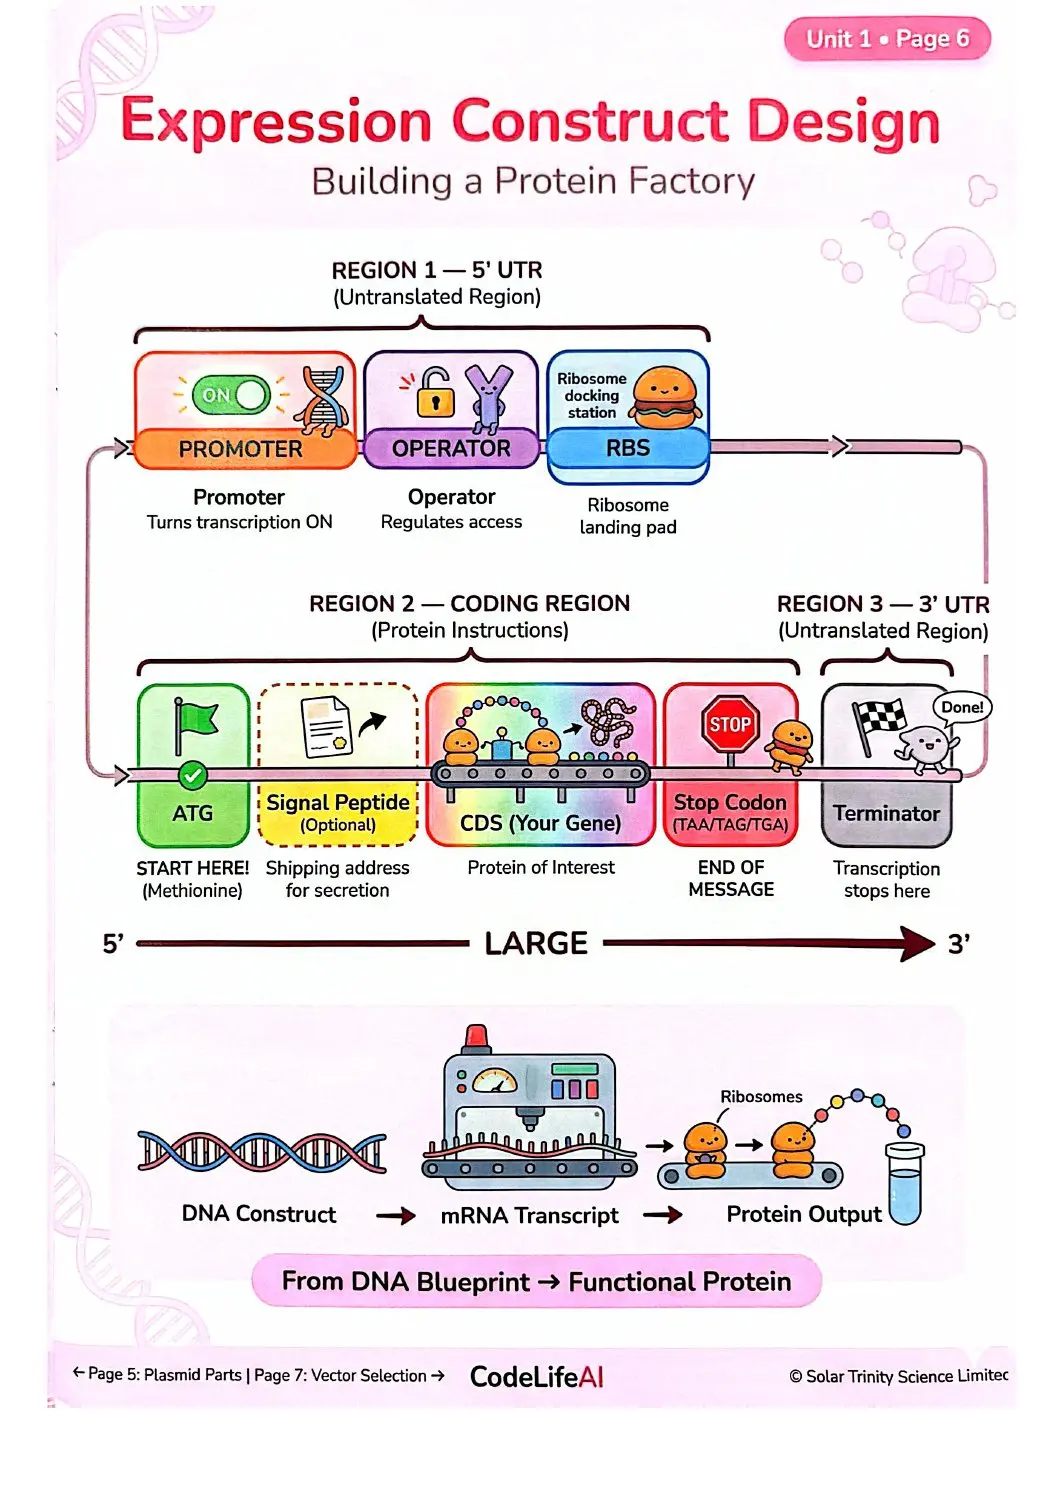 Unit 1 • Page 6
Expression Construct Design
Building a Protein Factory
REGION 1 — 5' UTR
(Untranslated Region)
ON
Ribosome
docking
station
PROMOTER
OPERATOR
RBS
Promoter
Turns transcription ON
Operator
Regulates access
Ribosome
landing pad
REGION 2 — CODING REGION
(Protein Instructions)
REGION 3 — 3' UTR
(Untranslated Region)
STOP
Done!
ATG
Signal Peptide
(Optional)
CDS (Your Gene)
Stop Codon
(TAA/TAG/TGA)
Terminator
START HERE!
(Methionine)
Shipping address
for secretion
Protein of Interest
END OF
MESSAGE
Transcription
stops here
5' LARGE 3'
Ribosomes
DNA Construct → mRNA Transcript → Protein Output
From DNA Blueprint → Functional Protein
← Page 5: Plasmid Parts | Page 7: Vector Selection →
CodeLifeAI
© Solar Trinity Science Limitec